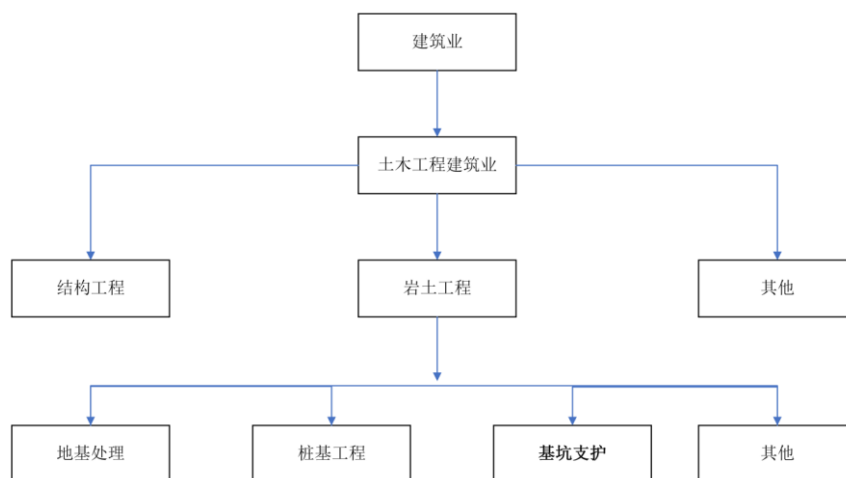 建筑业
土木工程建筑业
结构工程
岩土工程
其他
地基处理
桩基工程
基坑支护
其他